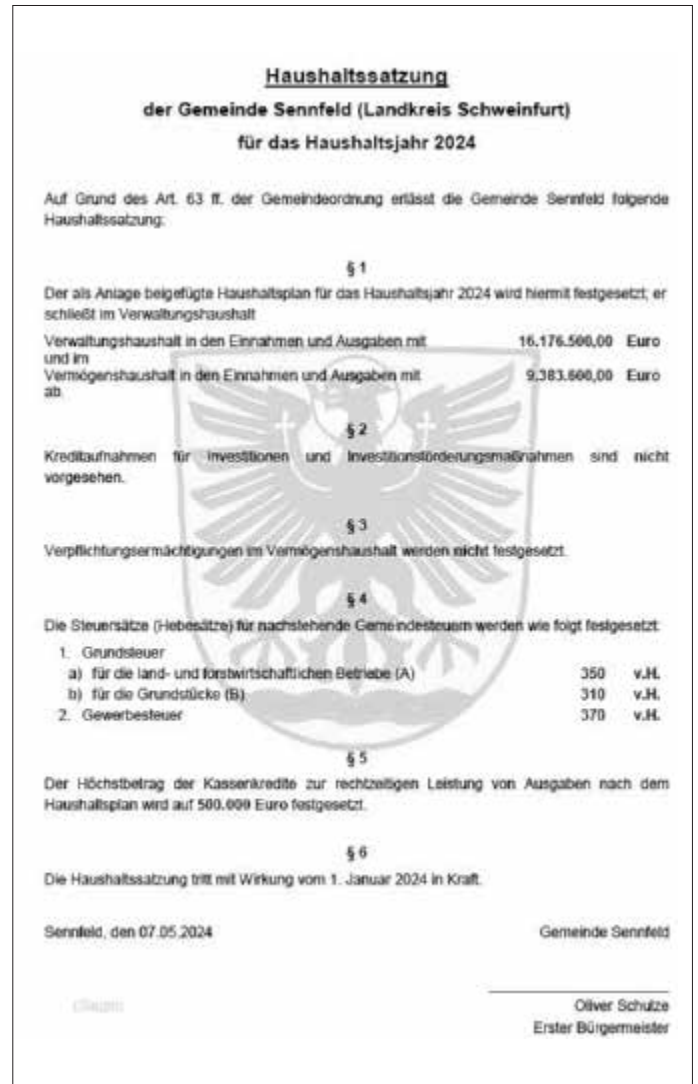 Haushaltssatzung
der Gemeinde Sennfeld (Landkreis Schweinfurt)
für das Haushaltsjahr 2024
Auf Grund des Art. 63 ff. der Gemeindeordnung erlässt die Gemeinde Sennfeld folgende
Haushaltssatzung:
§ 1
Der als Anlage beigefügte Haushaltsplan für das Haushaltsjahr 2024 wird hiermit festgesetzt; er
schließt im Verwaltungshaushalt
Verwaltungshaushalt in den Einnahmen und Ausgaben mit 16.176.500,00 Euro
und im
Vermögenshaushalt in den Einnahmen und Ausgaben mit 9.383.600,00 Euro
ab.
§ 2
Kreditaufnahmen für Investitionen und Investitionsförderungsmaßnahmen sind nicht
vorgesehen.
§ 3
Verpflichtungsermächtigungen im Vermögenshaushalt werden nicht festgesetzt.
§ 4
Die Steuersätze (Hebesätze) für nachstehende Gemeindesteuern werden wie folgt festgesetzt:
1. Grundsteuer
a) für die land- und forstwirtschaftlichen Betriebe (A) 350 v.H.
b) für die Grundstücke (B) 310 v.H.
2. Gewerbesteuer 370 v.H.
§ 5
Der Höchstbetrag der Kassenkredite zur rechtzeitigen Leistung von Ausgaben nach dem
Haushaltsplan wird auf 500.000 Euro festgesetzt.
§ 6
Die Haushaltssatzung tritt mit Wirkung vom 1. Januar 2024 in Kraft.
Sennfeld, den 07.05.2024 Gemeinde Sennfeld
Oliver Schulze
Erster Bürgermeister